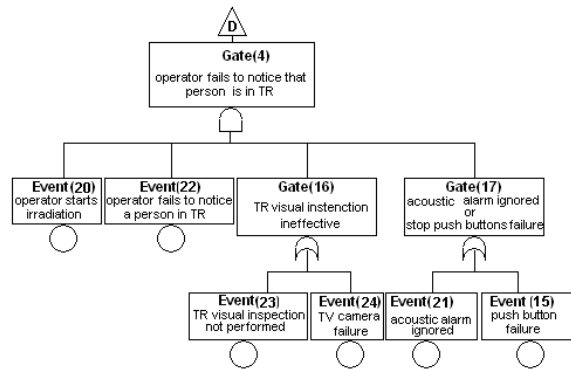 D
Gate(4)
operator fails to notice that
person is in TR
Event(20)
operator starts
irradiation
Event(22)
operator fails to notice
a person in TR
Gate(16)
TR visual instenction
ineffective
Gate(17)
acoustic alarm ignored
or
stop push buttons failure
Event(23)
TR visual inspection
not performed
Event(24)
TV camera
failure
Event(21)
acoustic alarm
ignored
Event (15)
push button
failure